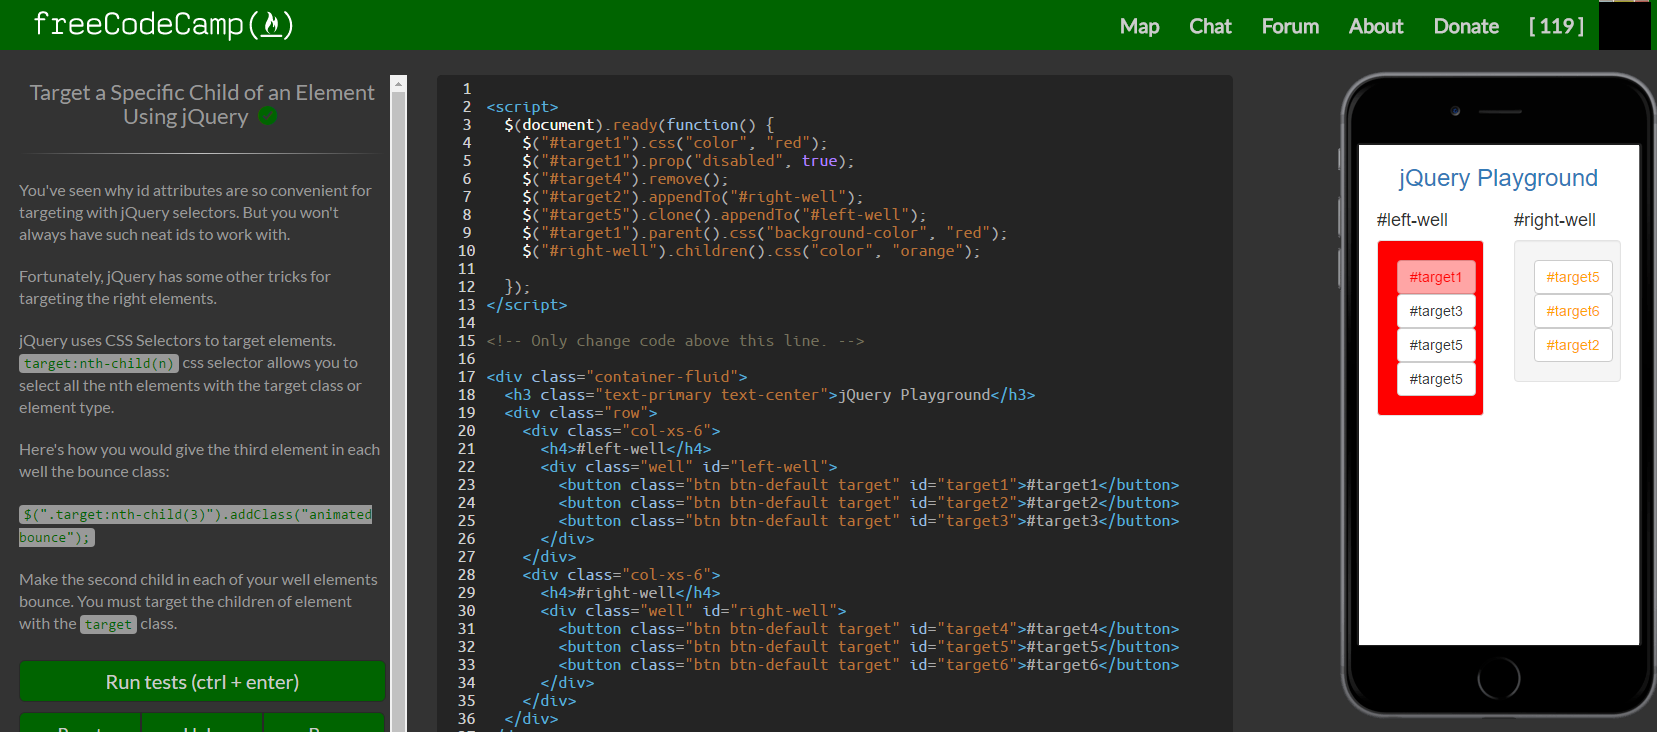 freeCodeCamp
Map Chat Forum About Donate [ 119 ]
Target a Specific Child of an Element
Using jQuery
You've seen why id attributes are so convenient for
targeting with jQuery selectors. But you won't
always have such neat ids to work with.
Fortunately, jQuery has some other tricks for
targeting the right elements.
jQuery uses CSS Selectors to target elements.
target:nth-child(n) css selector allows you to
select all the nth elements with the target class or
element type.
Here's how you would give the third element in each
well the bounce class:
$(".target:nth-child(3)").addClass("animated
bounce");
Make the second child in each of your well elements
bounce. You must target the children of element
with the target class.
Run tests (ctrl + enter)
1
2 <script>
3 $(document).ready(function() {
4 $("#target1").css("color", "red");
5 $("#target1").prop("disabled", true);
6 $("#target4").remove();
7 $("#target2").appendTo("#right-well");
8 $("#target5").clone().appendTo("#left-well");
9 $("#target1").parent().css("background-color", "red");
10 $("#right-well").children().css("color", "orange");
11
12 });
13 </script>
14
15 <!-- Only change code above this line. -->
16
17 <div class="container-fluid">
18 <h3 class="text-primary text-center">jQuery Playground</h3>
19 <div class="row">
20 <div class="col-xs-6">
21 <h4>#left-well</h4>
22 <div class="well" id="left-well">
23 <button class="btn btn-default target" id="target1">#target1</button>
24 <button class="btn btn-default target" id="target2">#target2</button>
25 <button class="btn btn-default target" id="target3">#target3</button>
26 </div>
27 </div>
28 <div class="col-xs-6">
29 <h4>#right-well</h4>
30 <div class="well" id="right-well">
31 <button class="btn btn-default target" id="target4">#target4</button>
32 <button class="btn btn-default target" id="target5">#target5</button>
33 <button class="btn btn-default target" id="target6">#target6</button>
34 </div>
35 </div>
36 </div>
jQuery Playground
#left-well #right-well
#target1 #target5
#target3 #target6
#target5 #target2
#target5